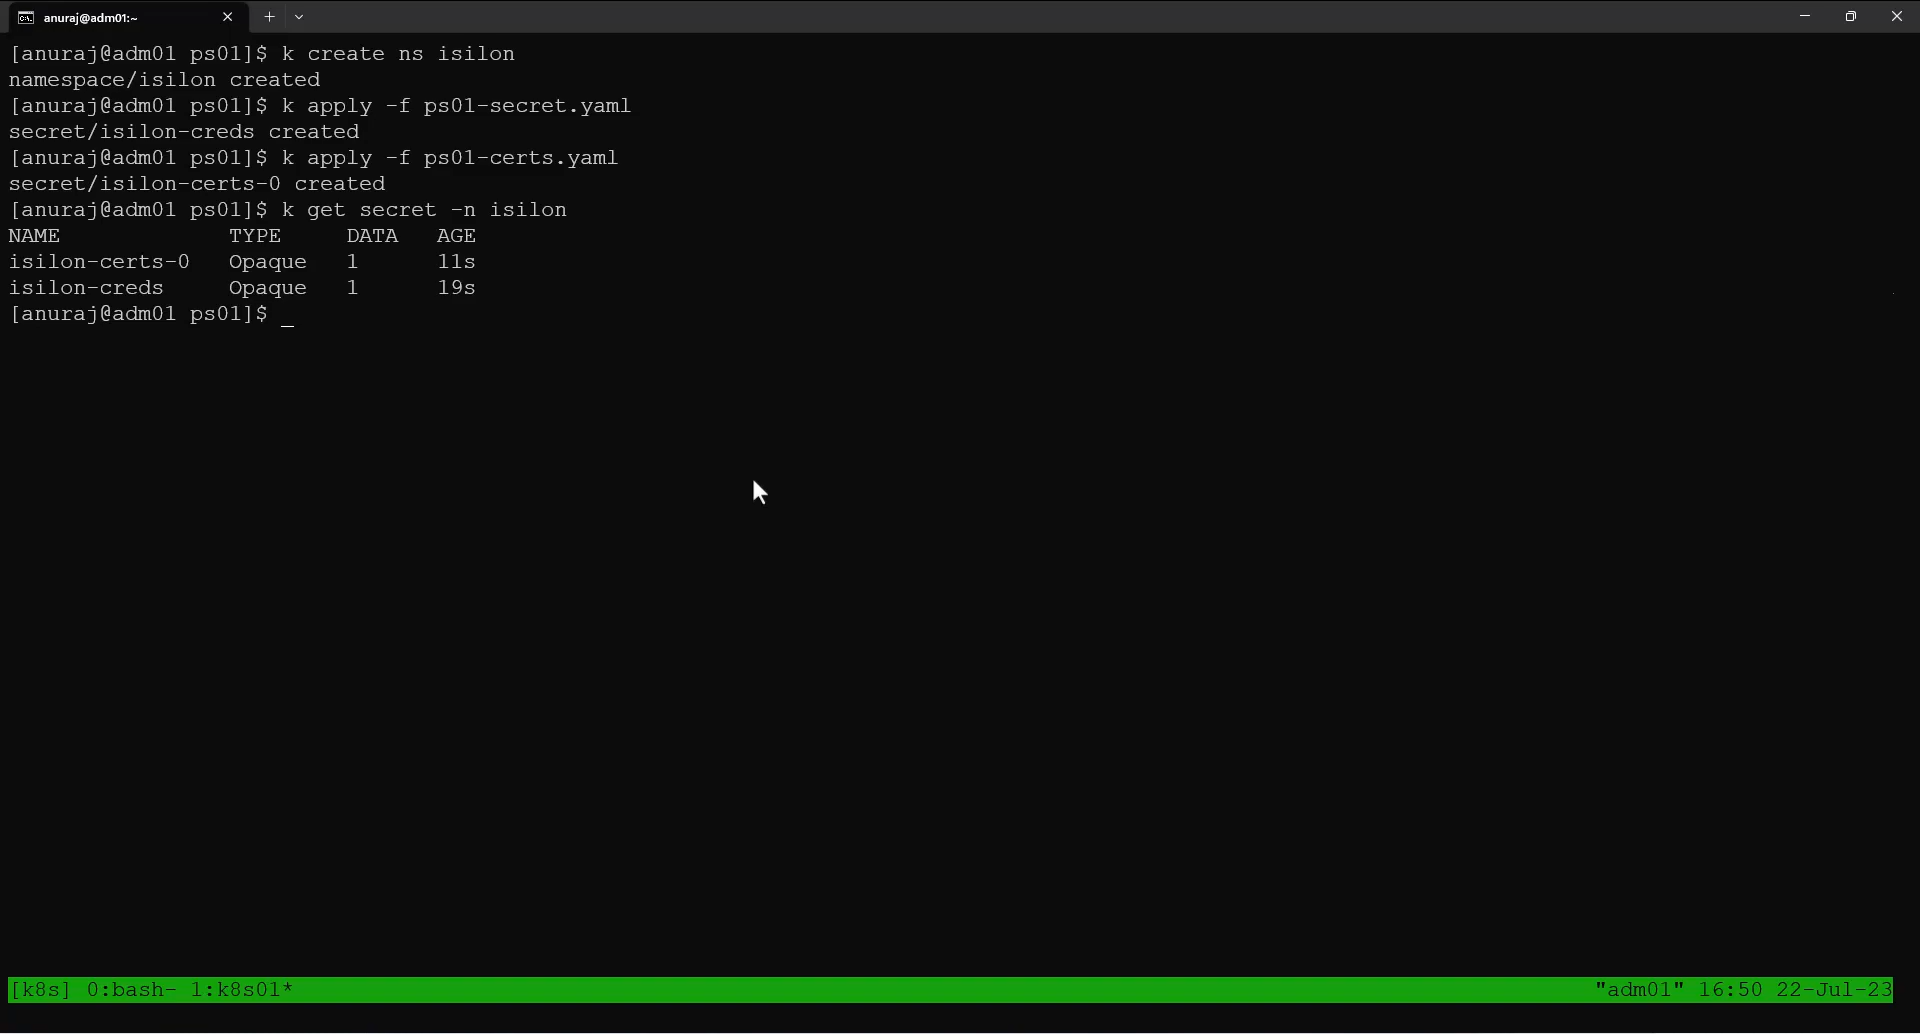 anuraj@adm01:~
[anuraj@adm01 ps01]$ k create ns isilon
namespace/isilon created
[anuraj@adm01 ps01]$ k apply -f ps01-secret.yaml
secret/isilon-creds created
[anuraj@adm01 ps01]$ k apply -f ps01-certs.yaml
secret/isilon-certs-0 created
[anuraj@adm01 ps01]$ k get secret -n isilon
NAME             TYPE     DATA   AGE
isilon-certs-0   Opaque   1      11s
isilon-creds     Opaque   1      19s
[anuraj@adm01 ps01]$ _
[k8s] 0:bash- 1:k8s01* "adm01" 16:50 22-Jul-23